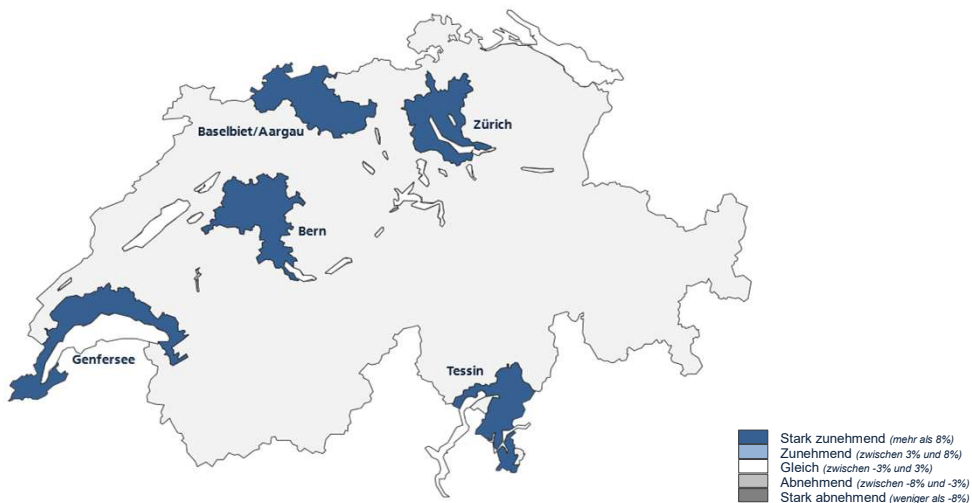 Zürich
Baselbiet/Aargau
Bern
Genfersee
Tessin
Stark zunehmend (mehr als 8%)
Zunehmend (zwischen 3% und 8%)
Gleich (zwischen -3% und 3%)
Abnehmend (zwischen -8% und -3%)
Stark abnehmend (weniger als -8%)